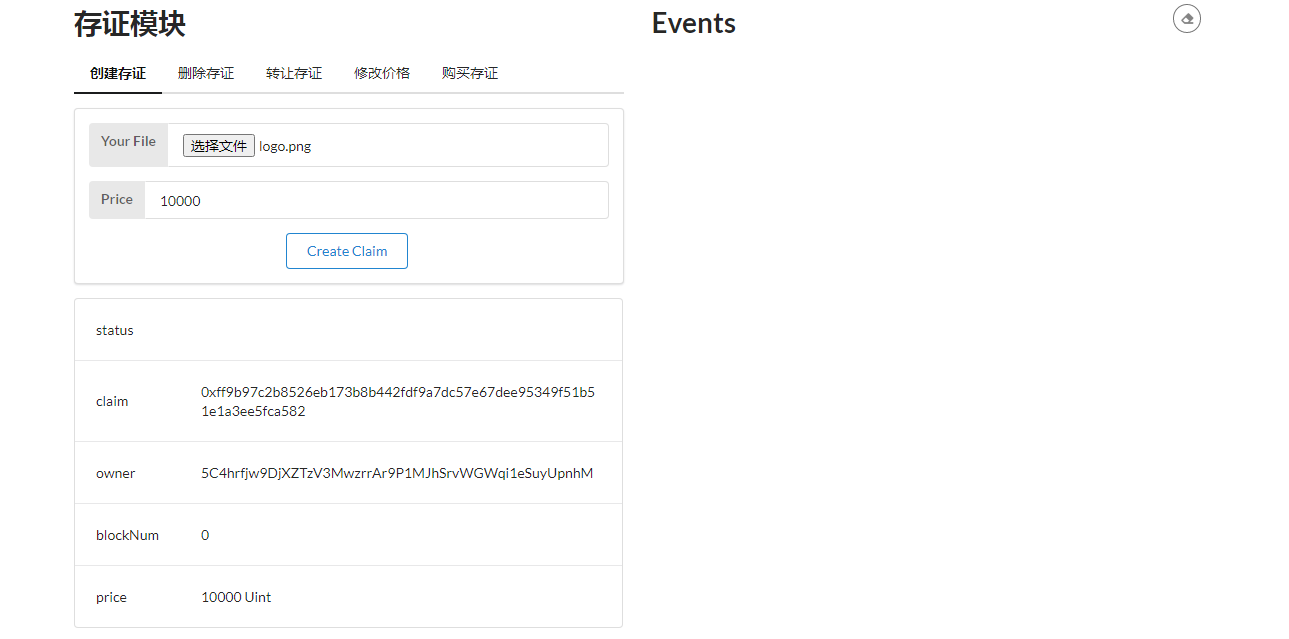 存证模块
创建存证 删除存证 转让存证 修改价格 购买存证
Your File 选择文件 logo.png
Price 10000
Create Claim
status
claim 0xff9b97c2b8526eb173b8b442fdf9a7dc57e67dee95349f51b5
1e1a3ee5fca582
owner 5C4hrfjw9DjXZTzV3MwzrrAr9P1MJhSrvWGWqi1eSuyUpnhM
blockNum 0
price 10000 Uint
Events